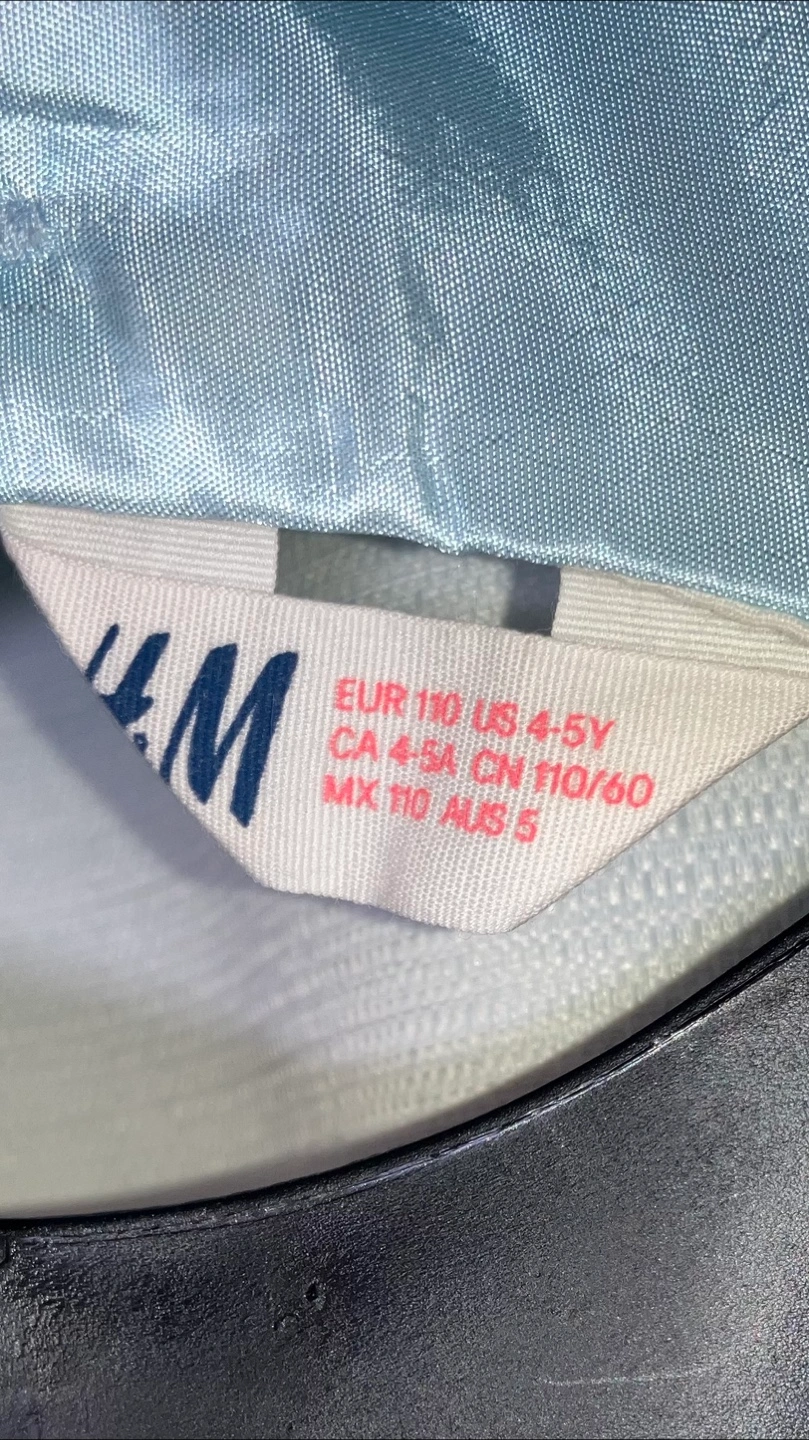 H&M
EUR 110 US 4-5Y
CA 4-5A CN 110/60
MX 110 AUS 5